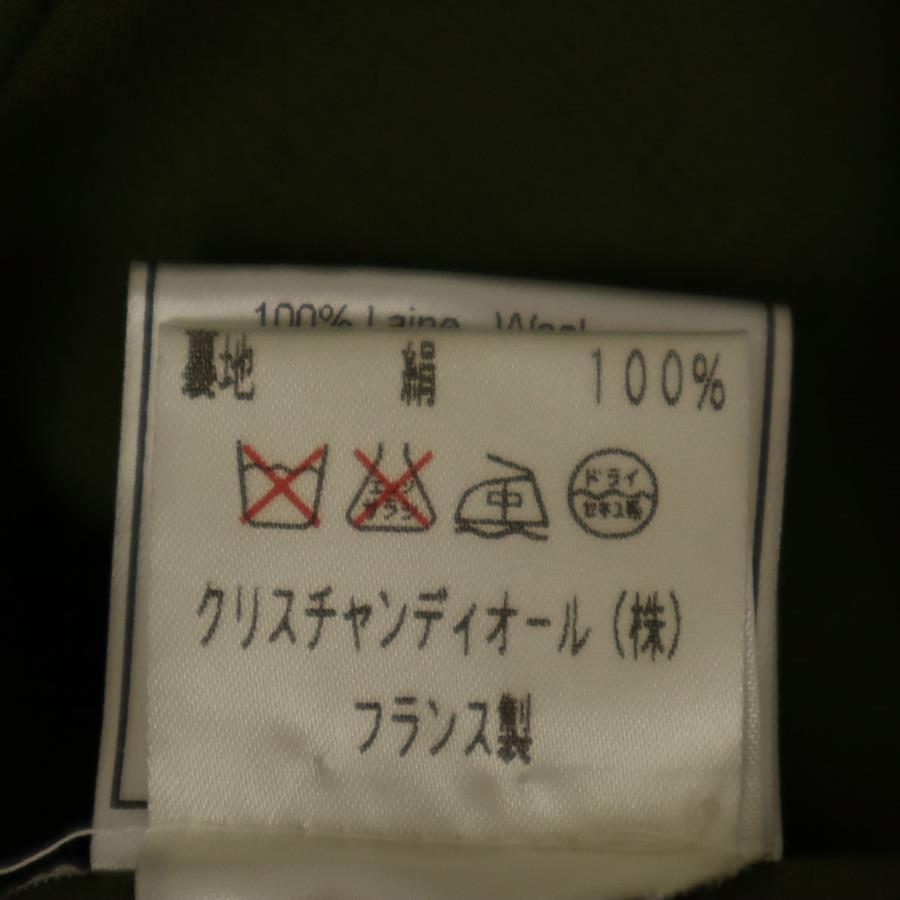 100% Laine Wool
裏地 絹 100%
エンソ サラシ 中 ドライ セキユ系
クリスチャンディオール (株)
フランス製